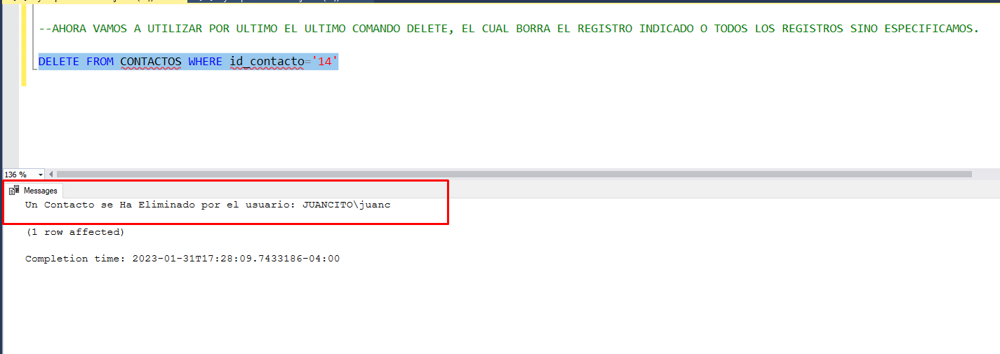 --AHORA VAMOS A UTILIZAR POR ULTIMO EL ULTIMO COMANDO DELETE, EL CUAL BORRA EL REGISTRO INDICADO O TODOS LOS REGISTROS SINO ESPECIFICAMOS.
DELETE FROM CONTACTOS WHERE id_contacto='14'
136 %
Messages
Un Contacto se Ha Eliminado por el usuario: JUANCITO\juanc
(1 row affected)
Completion time: 2023-01-31T17:28:09.7433186-04:00